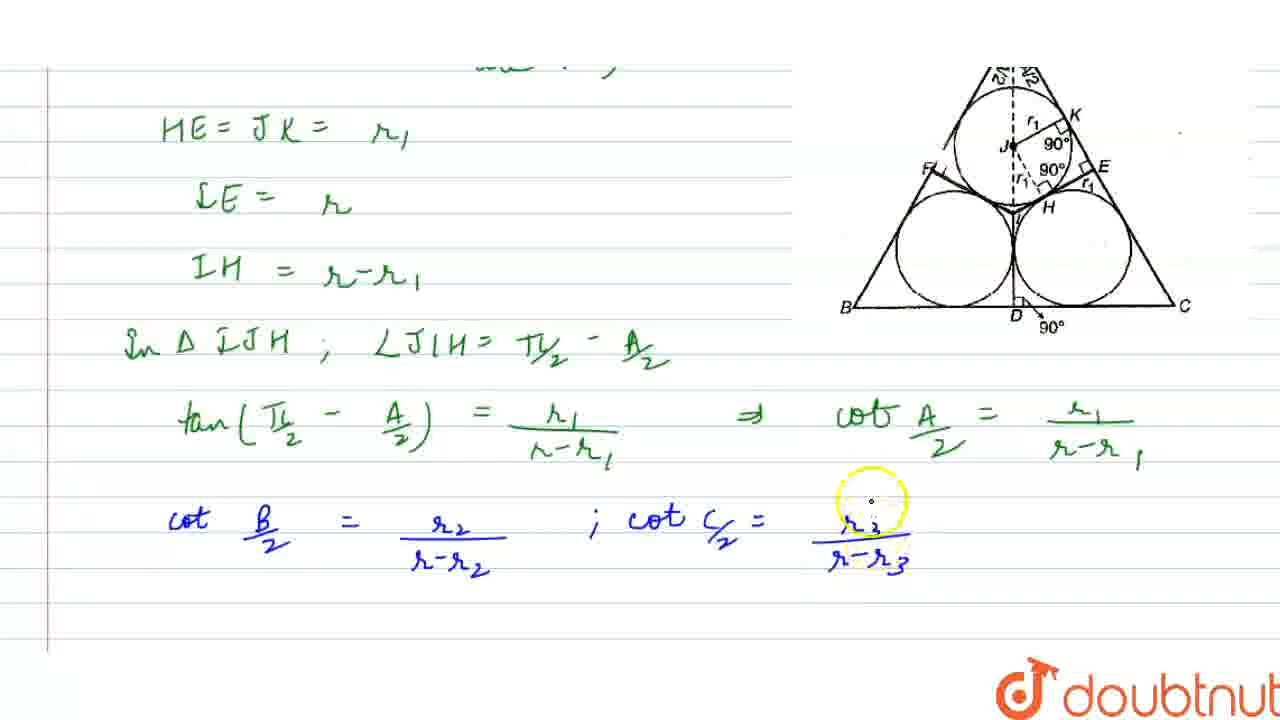 HE = JK = r₁
IE = r
IH = r-r₁
In Δ IJH ; ∠JIH = π/2 - A/2
tan(π/2 - A/2) = r₁/(r-r₁) ⇒ cot A/2 = r₁/(r-r₁)
cot B/2 = r₂/(r-r₂) ; cot C/2 = r₃/(r-r₃)
r₁ K
J 90°
F 90° E
r₁ r₁
H
I
B D C
90°
doubtnut